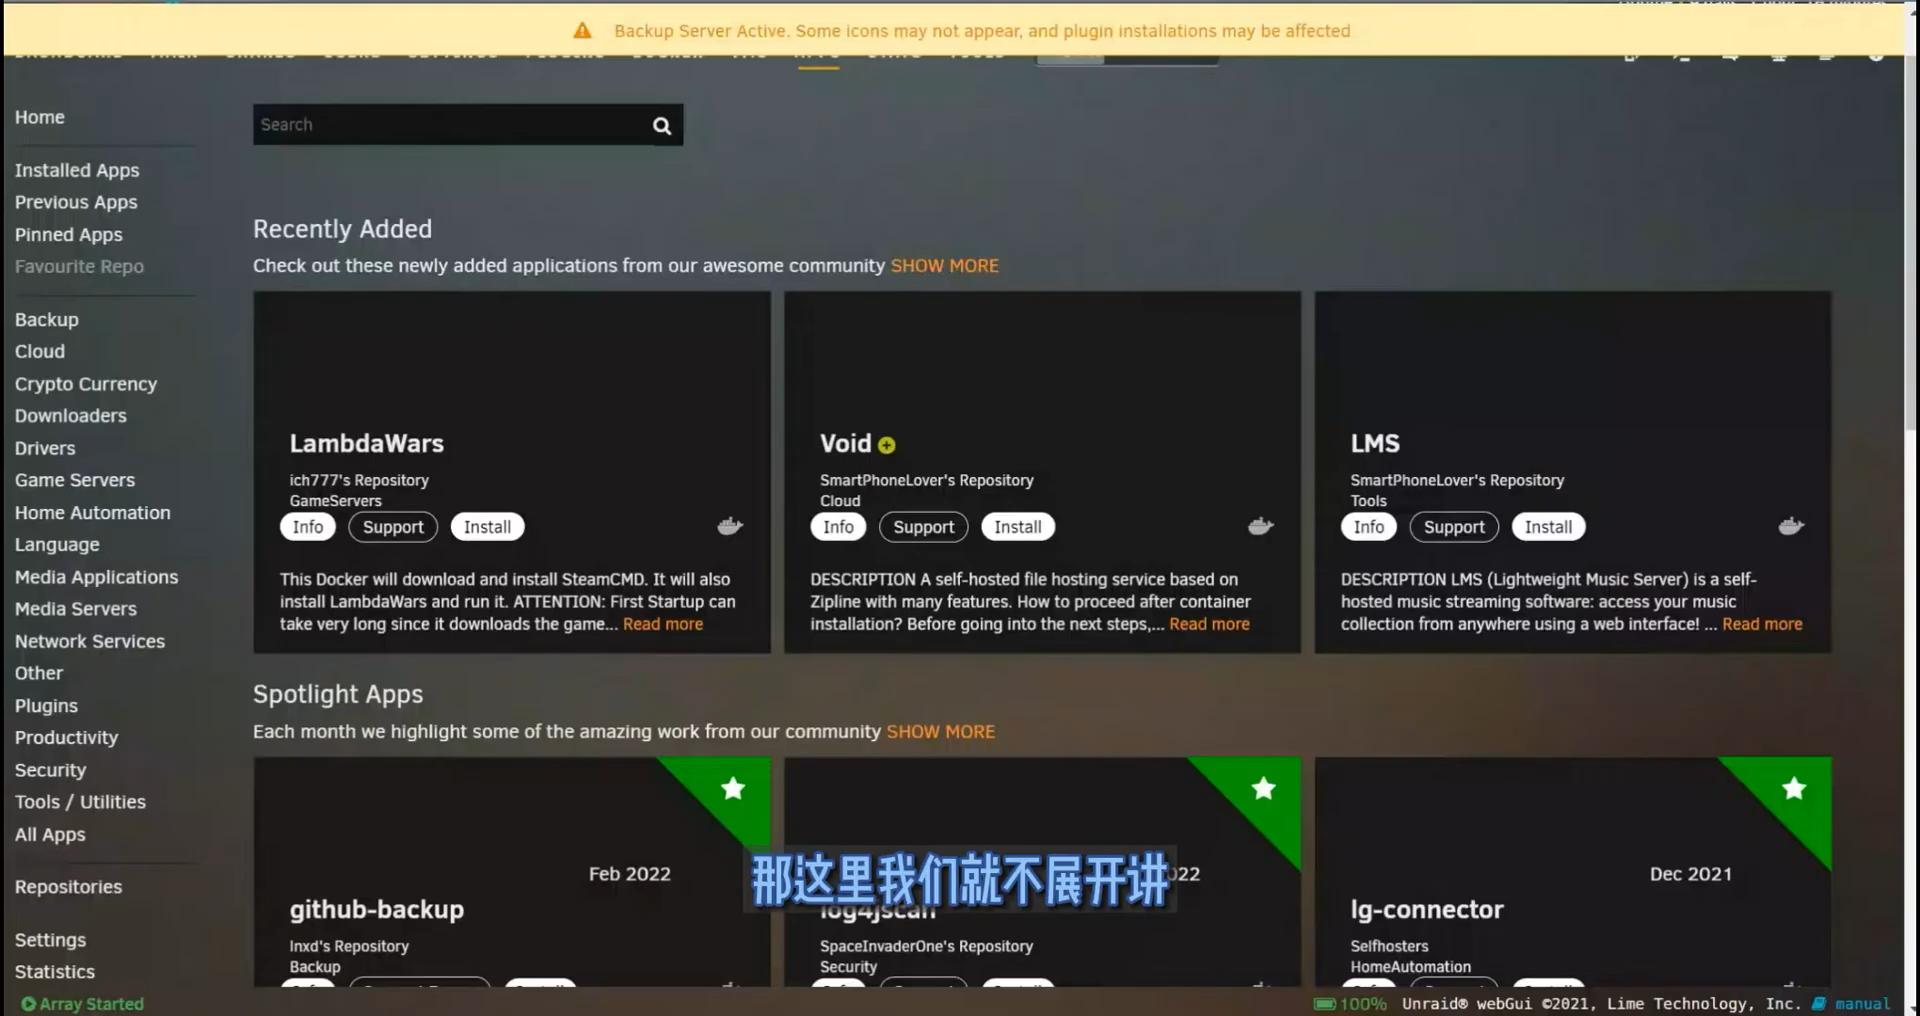 Backup Server Active. Some icons may not appear, and plugin installations may be affected
Home
Installed Apps
Previous Apps
Pinned Apps
Favourite Repo
Backup
Cloud
Crypto Currency
Downloaders
Drivers
Game Servers
Home Automation
Language
Media Applications
Media Servers
Network Services
Other
Plugins
Productivity
Security
Tools / Utilities
All Apps
Repositories
Settings
Statistics
Search
Recently Added
Check out these newly added applications from our awesome community SHOW MORE
LambdaWars
ich777's Repository
GameServers
Info Support Install
This Docker will download and install SteamCMD. It will also
install LambdaWars and run it. ATTENTION: First Startup can
take very long since it downloads the game... Read more
Void
SmartPhoneLover's Repository
Cloud
Info Support Install
DESCRIPTION A self-hosted file hosting service based on
Zipline with many features. How to proceed after container
installation? Before going into the next steps,... Read more
LMS
SmartPhoneLover's Repository
Tools
Info Support Install
DESCRIPTION LMS (Lightweight Music Server) is a self-
hosted music streaming software: access your music
collection from anywhere using a web interface! ... Read more
Spotlight Apps
Each month we highlight some of the amazing work from our community SHOW MORE
Feb 2022
github-backup
lnxd's Repository
Backup
22
log4jscan
SpaceInvaderOne's Repository
Security
Dec 2021
lg-connector
Selfhosters
HomeAutomation
那这里我们就不展开讲
Array Started
100% Unraid® webGui ©2021, Lime Technology, Inc. manual